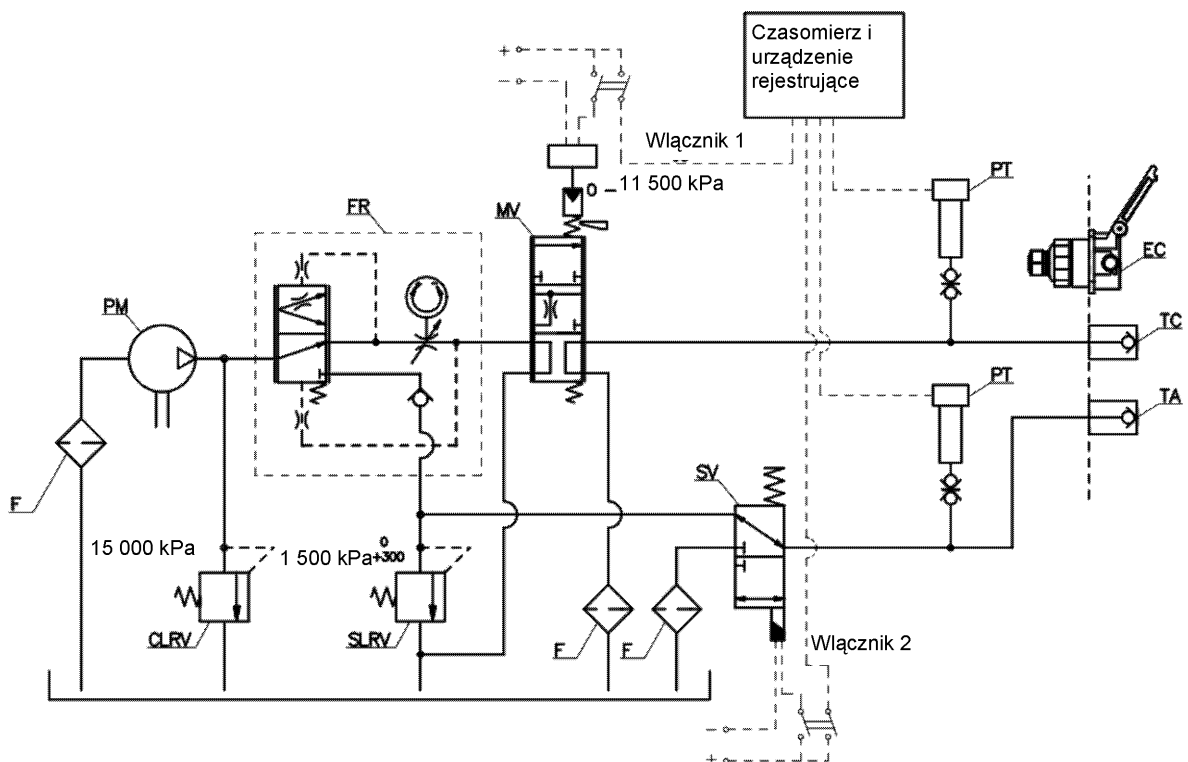 Czasomierz i
urządzenie
rejestrujące
+
−
Włącznik 1
0 – 11 500 kPa
PT
FR
MV
EC
PM
TC
PT
TA
F
SV
15 000 kPa
1 500 kPa 0
+300
CLRV
SLRV
F
F
Włącznik 2
−
+